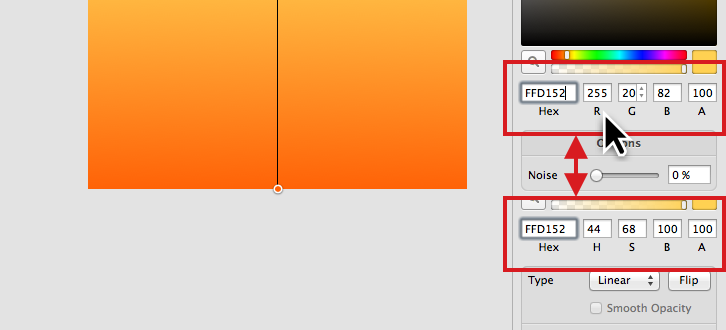 FFD152 255 20 82 100
Hex R G B A
Noise 0 %
FFD152 44 68 100 100
Hex H S B A
Type Linear Flip
Smooth Opacity